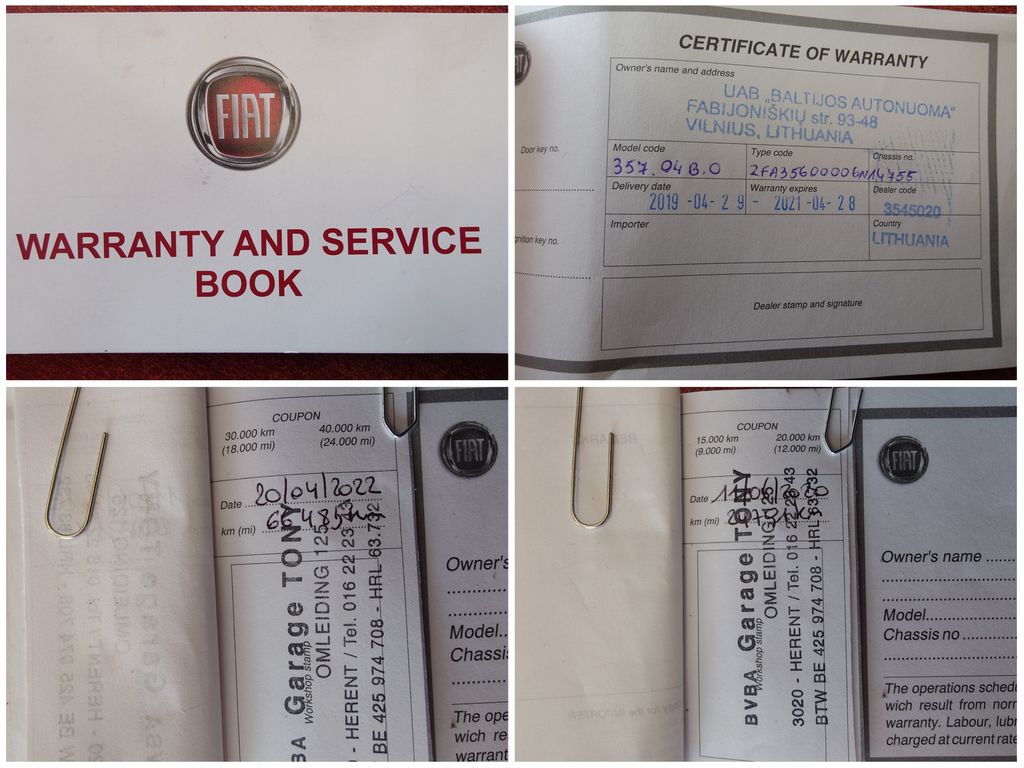 FIAT
WARRANTY AND SERVICE
BOOK
CERTIFICATE OF WARRANTY
Owner's name and address
UAB „BALTIJOS AUTONUOMA“
FABIJONIŠKIŲ str. 93-48
VILNIUS, LITHUANIA
Door key no.
Model code
357.04B.0
Type code
Chassis no.
ZFA35600006N14755
Delivery date
2019 -04- 29 -
Warranty expires
2021 -04- 28
Dealer code
3545020
Importer
Country
LITHUANIA
Dealer stamp and signature
COUPON
30.000 km
(18.000 mi)
40.000 km
(24.000 mi)
Date 20/04/2022
km (mi)
Garage TONY
Workshop stamp
OMLEIDING
HERENT / Tel. 016 22
BE 425 974 708 - HRL 63.732
FIAT
Owner's
Model..
Chassis
The ope
wich re
warrant
COUPON
15.000 km
(9.000 mi)
20.000 km
(12.000 mi)
Date
km (mi)
BVBA Garage TONY
Workshop stamp
OMLEIDING
3020 - HERENT / Tel. 016 22
BTW BE 425 974 708 - HRL 63.732
FIAT
Owner's name
Model
Chassis no
The operations schedu
wich result from norr
warranty. Labour, lubr
charged at current rate